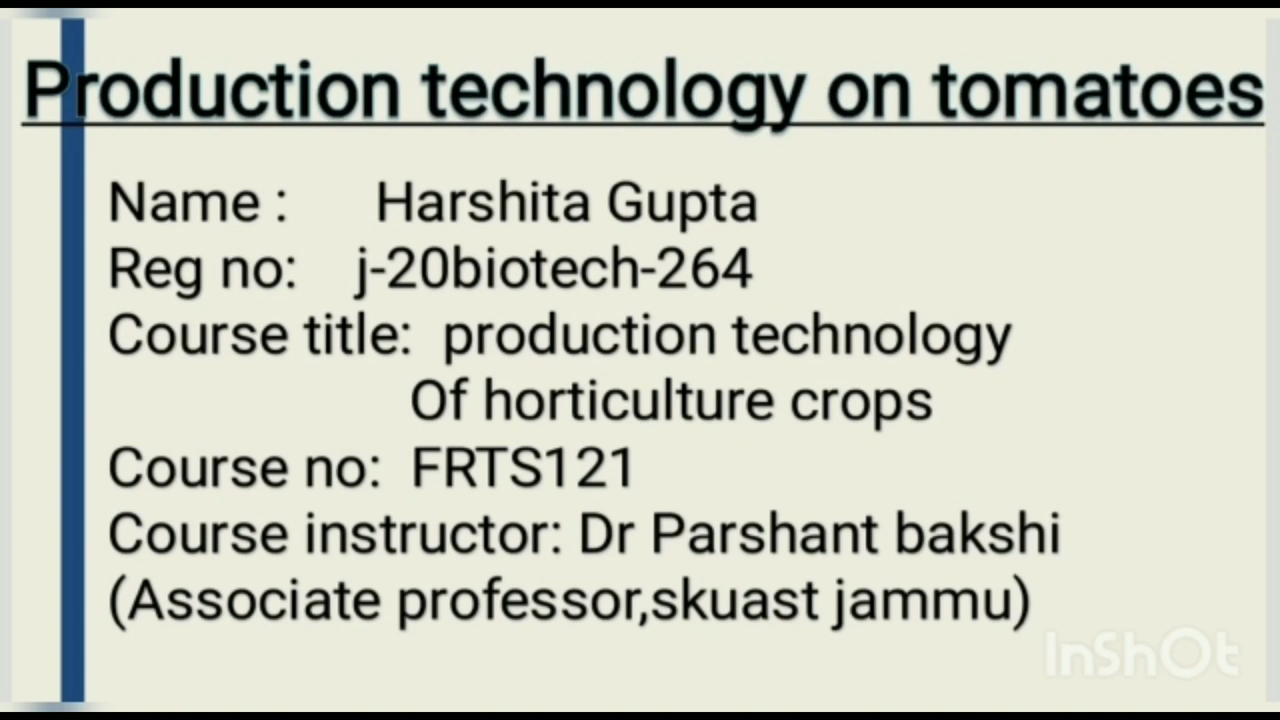 Production technology on tomatoes
Name : Harshita Gupta
Reg no: j-20biotech-264
Course title: production technology
Of horticulture crops
Course no: FRTS121
Course instructor: Dr Parshant bakshi
(Associate professor,skuast jammu)
InShOt